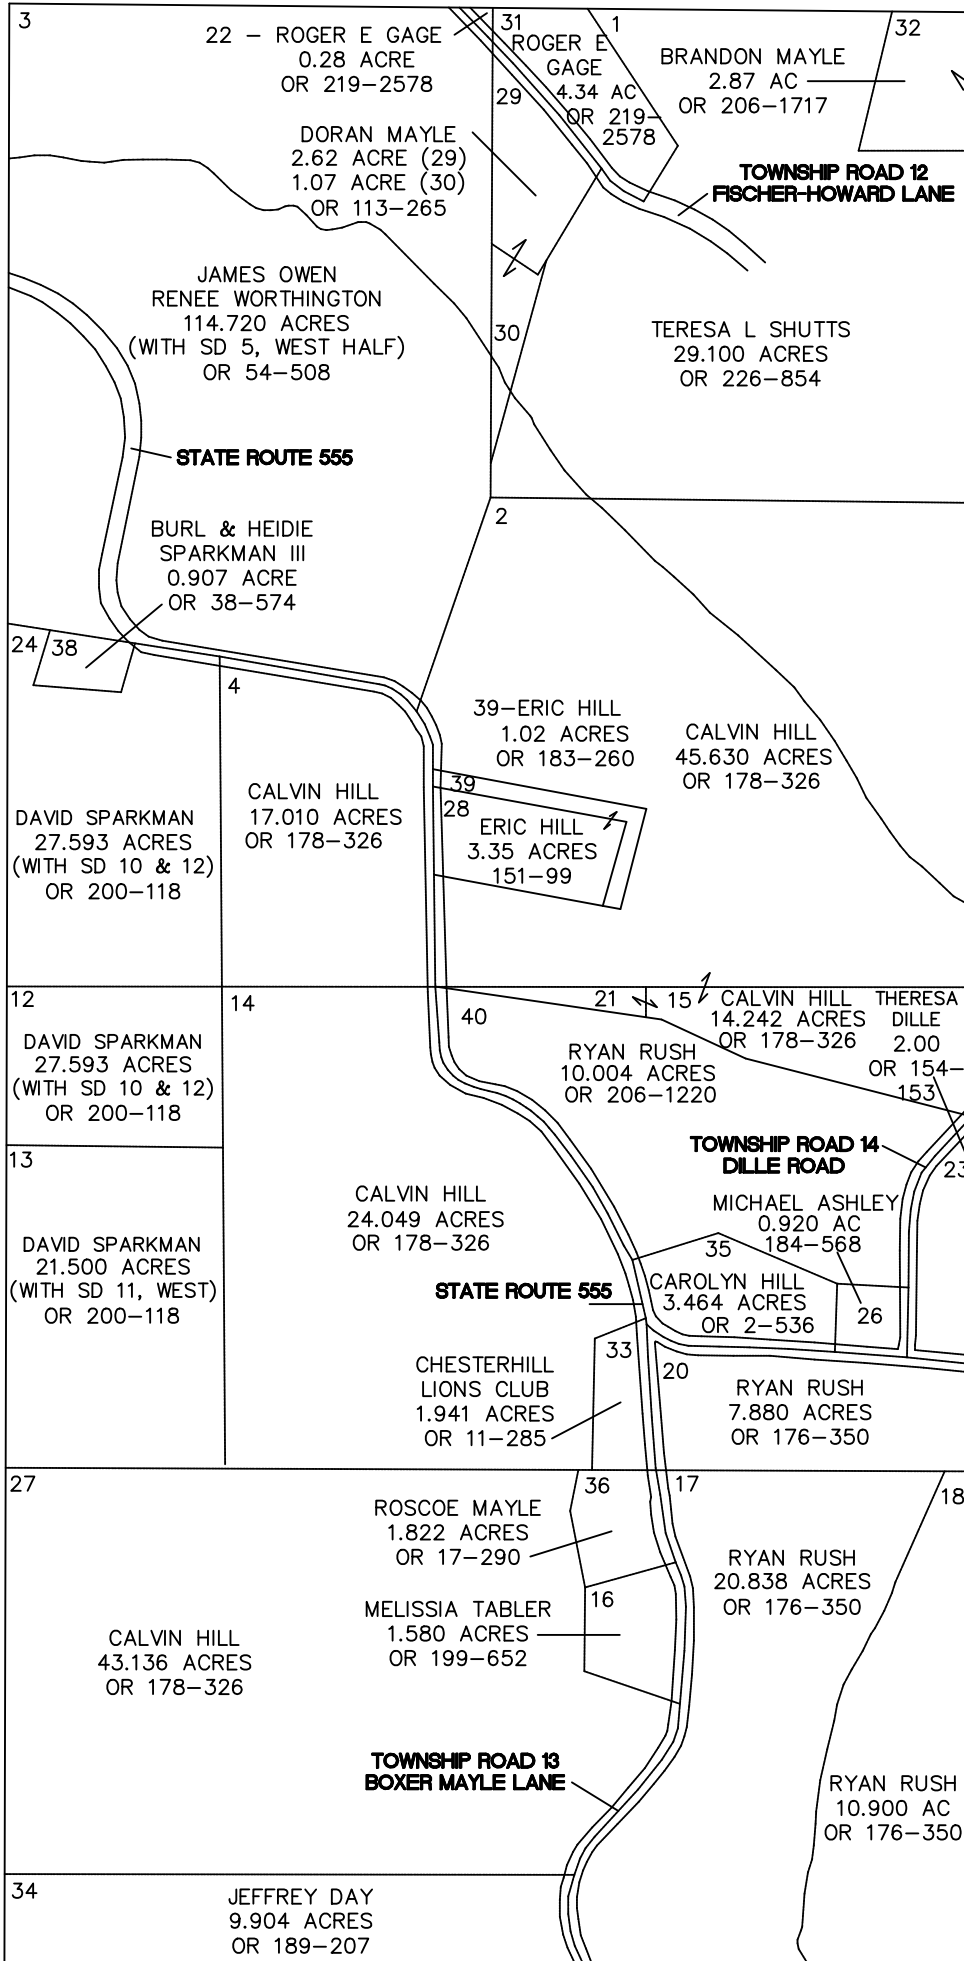 3
22 – ROGER E GAGE
0.28 ACRE
OR 219–2578
31
ROGER E
GAGE
4.34 AC
OR 219–
2578
1
BRANDON MAYLE
2.87 AC
OR 206–1717
32
29
DORAN MAYLE
2.62 ACRE (29)
1.07 ACRE (30)
OR 113–265
TOWNSHIP ROAD 12
FISCHER-HOWARD LANE
JAMES OWEN
RENEE WORTHINGTON
114.720 ACRES
(WITH SD 5, WEST HALF)
OR 54–508
30
TERESA L SHUTTS
29.100 ACRES
OR 226–854
STATE ROUTE 555
2
BURL & HEIDIE
SPARKMAN III
0.907 ACRE
OR 38–574
24
38
4
39–ERIC HILL
1.02 ACRES
OR 183–260
CALVIN HILL
45.630 ACRES
OR 178–326
39
28
ERIC HILL
3.35 ACRES
151–99
CALVIN HILL
17.010 ACRES
OR 178–326
DAVID SPARKMAN
27.593 ACRES
(WITH SD 10 & 12)
OR 200–118
12
DAVID SPARKMAN
27.593 ACRES
(WITH SD 10 & 12)
OR 200–118
14
40
21
15
CALVIN HILL
14.242 ACRES
OR 178–326
THERESA
DILLE
2.00
OR 154–
153
RYAN RUSH
10.004 ACRES
OR 206–1220
13
TOWNSHIP ROAD 14
DILLE ROAD
23
CALVIN HILL
24.049 ACRES
OR 178–326
MICHAEL ASHLEY
0.920 AC
184–568
35
DAVID SPARKMAN
21.500 ACRES
(WITH SD 11, WEST)
OR 200–118
STATE ROUTE 555
CAROLYN HILL
3.464 ACRES
OR 2–536
26
33
20
CHESTERHILL
LIONS CLUB
1.941 ACRES
OR 11–285
RYAN RUSH
7.880 ACRES
OR 176–350
27
36
17
18
ROSCOE MAYLE
1.822 ACRES
OR 17–290
RYAN RUSH
20.838 ACRES
OR 176–350
16
MELISSIA TABLER
1.580 ACRES
OR 199–652
CALVIN HILL
43.136 ACRES
OR 178–326
TOWNSHIP ROAD 13
BOXER MAYLE LANE
RYAN RUSH
10.900 AC
OR 176–350
34
JEFFREY DAY
9.904 ACRES
OR 189–207